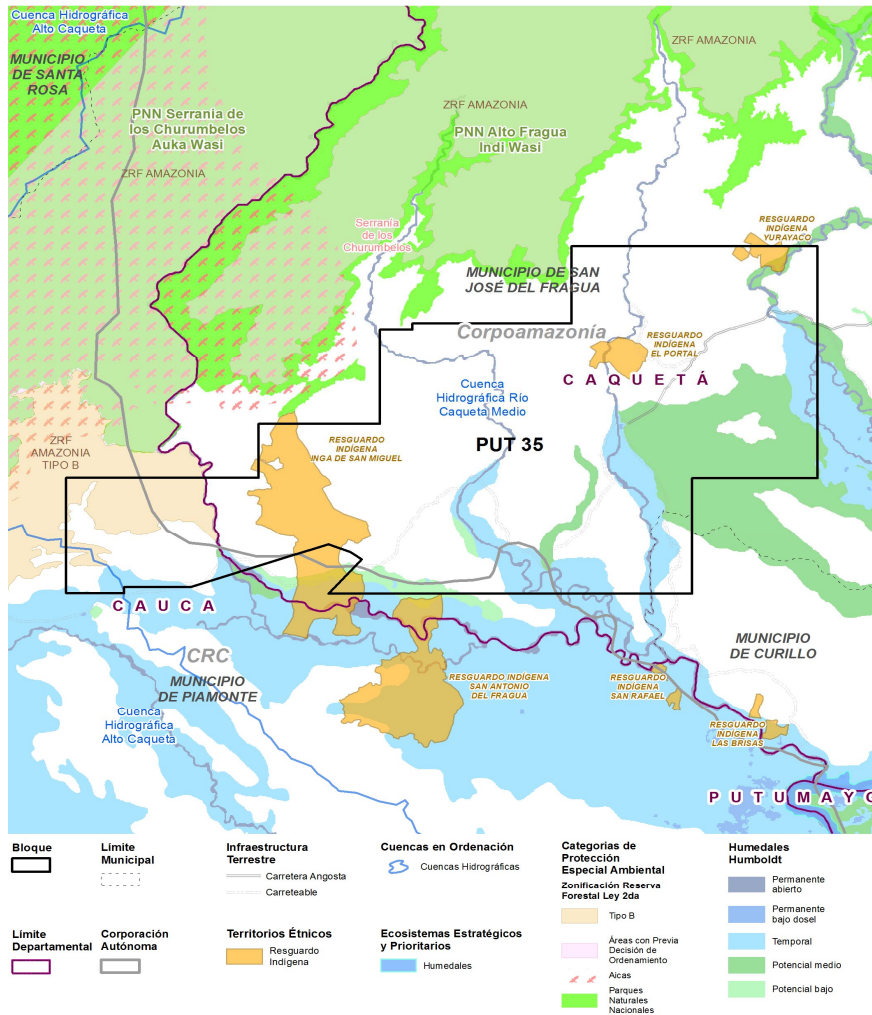 Cuenca Hidrográfica
Alto Caqueta
MUNICIPIO
DE SANTA
ROSA
PNN Serrania de
los Churumbelos
Auka Wasi
ZRF AMAZONIA
ZRF AMAZONIA
ZRF AMAZONIA
PNN Alto Fragua
Indi Wasi
Serranía
de los
Churumbelos
RESGUARDO
INDÍGENA
YURAYACO
MUNICIPIO DE SAN
JOSÉ DEL FRAGUA
Corpoamazonía
RESGUARDO
INDÍGENA
EL PORTAL
CAQUETÁ
Cuenca
Hidrográfica Río
Caqueta Medio
PUT 35
ZRF
AMAZONIA
TIPO B
RESGUARDO
INDÍGENA
INGA DE SAN MIGUEL
CAUCA
CRC
MUNICIPIO
DE PIAMONTE
Cuenca
Hidrográfica
Alto Caqueta
RESGUARDO INDÍGENA
SAN ANTONIO
DEL FRAGUA
RESGUARDO
INDÍGENA
SAN RAFAEL
MUNICIPIO
DE CURILLO
RESGUARDO
INDÍGENA
LAS BRISAS
PUTUMAYO
Bloque
Límite
Municipal
Infraestructura
Terrestre
Carretera Angosta
Carreteable
Cuencas en Ordenación
Cuencas Hidrográficas
Categorias de
Protección
Especial Ambiental
Zonificación Reserva
Forestal Ley 2da
Tipo B
Áreas con Previa
Decisión de
Ordenamiento
Aicas
Parques
Naturales
Nacionales
Humedales
Humboldt
Permanente
abierto
Permanente
bajo dosel
Temporal
Potencial medio
Potencial bajo
Límite
Departamental
Corporación
Autónoma
Territorios Étnicos
Resguardo
Indígena
Ecosistemas Estratégicos
y Prioritarios
Humedales